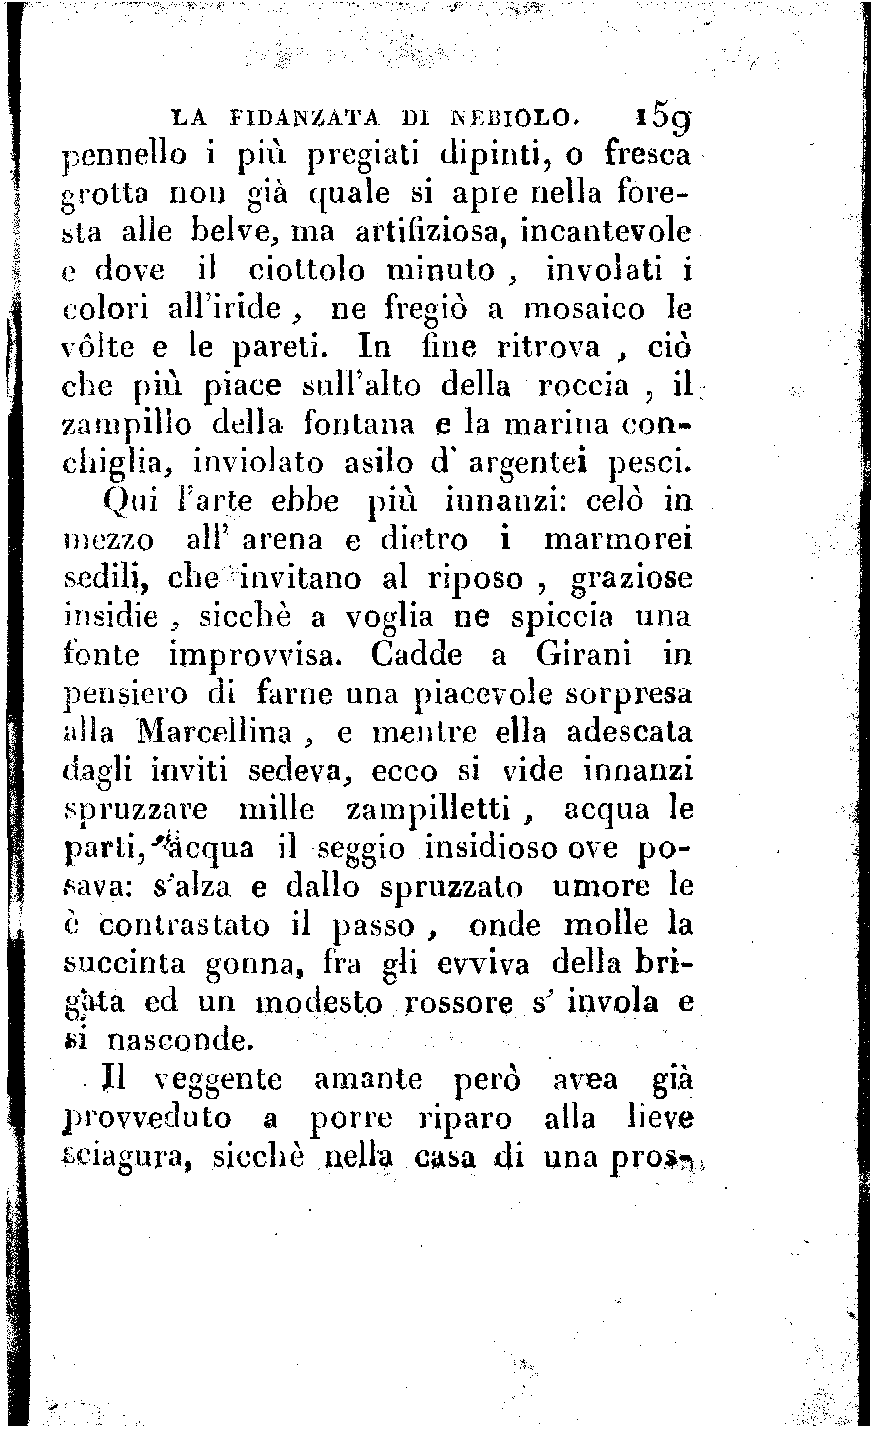 LA FIDANZATA DI NEBIOLO. 159
pennello i più pregiati dipinti, o fresca
grotta non già quale si apre nella fore-
sta alle belve, ma artifiziosa, incantevole
e dove il ciottolo minuto , involati i
colori all'iride , ne fregiò a mosaico le
vôlte e le pareti. In fine ritrova , ciò
che più piace sull'alto della roccia , il
zampillo della fontana e la marina con-
chiglia, inviolato asilo d' argentei pesci.
Qui l'arte ebbe più innanzi: celò in
mezzo all' arena e dietro i marmorei
sedili, che invitano al riposo , graziose
insidie , sicchè a voglia ne spiccia una
fonte improvvisa. Cadde a Girani in
pensiero di farne una piacevole sorpresa
alla Marcellina , e mentre ella adescata
dagli inviti sedeva, ecco si vide innanzi
spruzzare mille zampilletti , acqua le
parti, acqua il seggio insidioso ove po-
sava: s'alza e dallo spruzzato umore le
è contrastato il passo , onde molle la
succinta gonna, fra gli evviva della bri-
gata ed un modesto rossore s' invola e
si nasconde.
Il veggente amante però avea già
provveduto a porre riparo alla lieve
sciagura, sicchè nella casa di una pros-